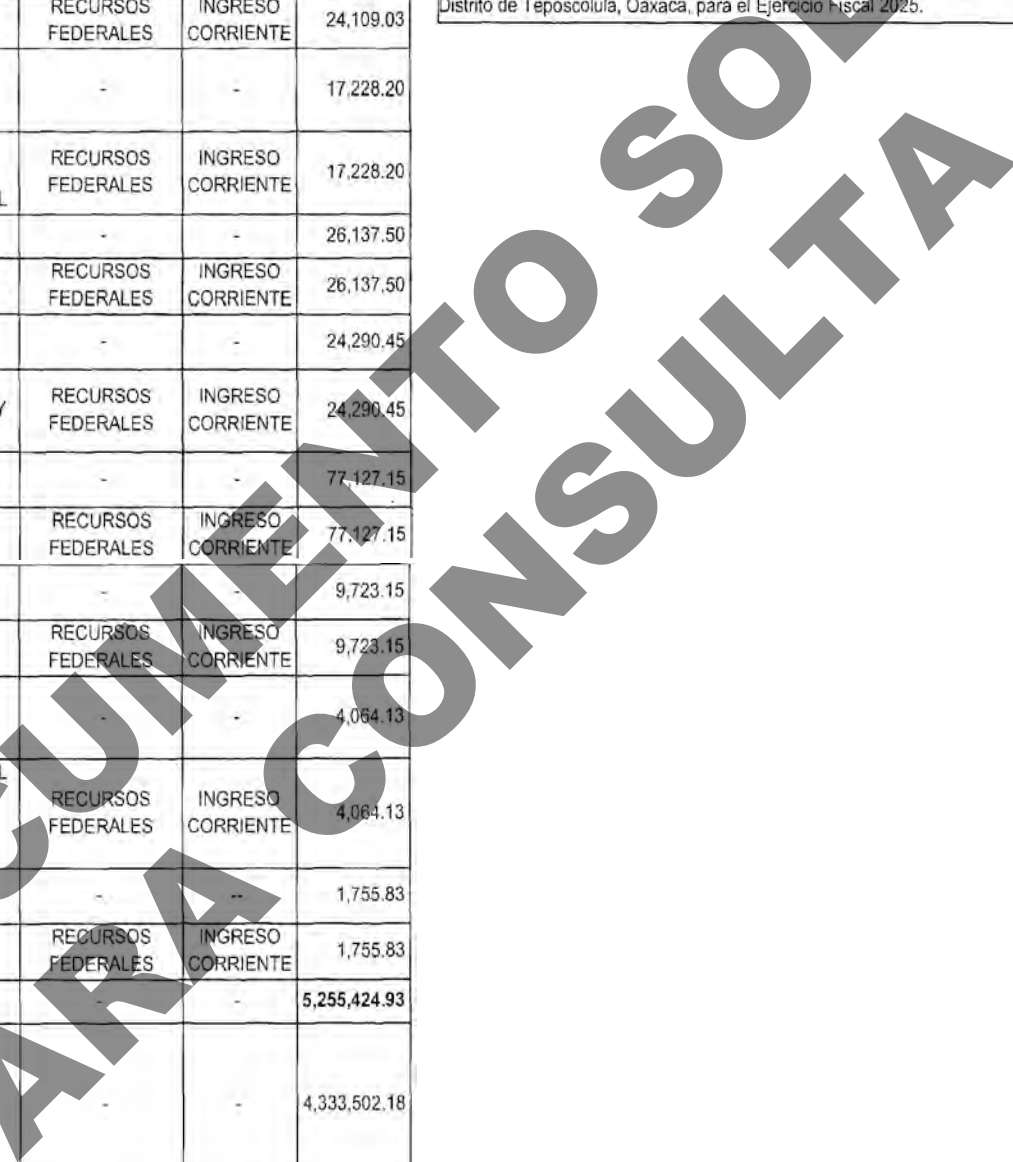 RECURSOS INGRESO 24,109.03
FEDERALES CORRIENTE
Distrito de Teposcolula, Oaxaca, para el Ejercicio Fiscal 2025.
- - 17,228.20
RECURSOS INGRESO 17,228.20
FEDERALES CORRIENTE
L
- - 26,137.50
RECURSOS INGRESO 26,137.50
FEDERALES CORRIENTE
- - 24,290.45
Y RECURSOS INGRESO 24,290.45
FEDERALES CORRIENTE
- - 77,127.15
RECURSOS INGRESO 77,127.15
FEDERALES CORRIENTE
- - 9,723.15
RECURSOS INGRESO 9,723.15
FEDERALES CORRIENTE
- - 4,064.13
L
RECURSOS INGRESO 4,064.13
FEDERALES CORRIENTE
- -- 1,755.83
RECURSOS INGRESO 1,755.83
FEDERALES CORRIENTE
- - 5,255,424.93
- - 4,333,502.18
CUMENTO SOL
ARA CONSULTA